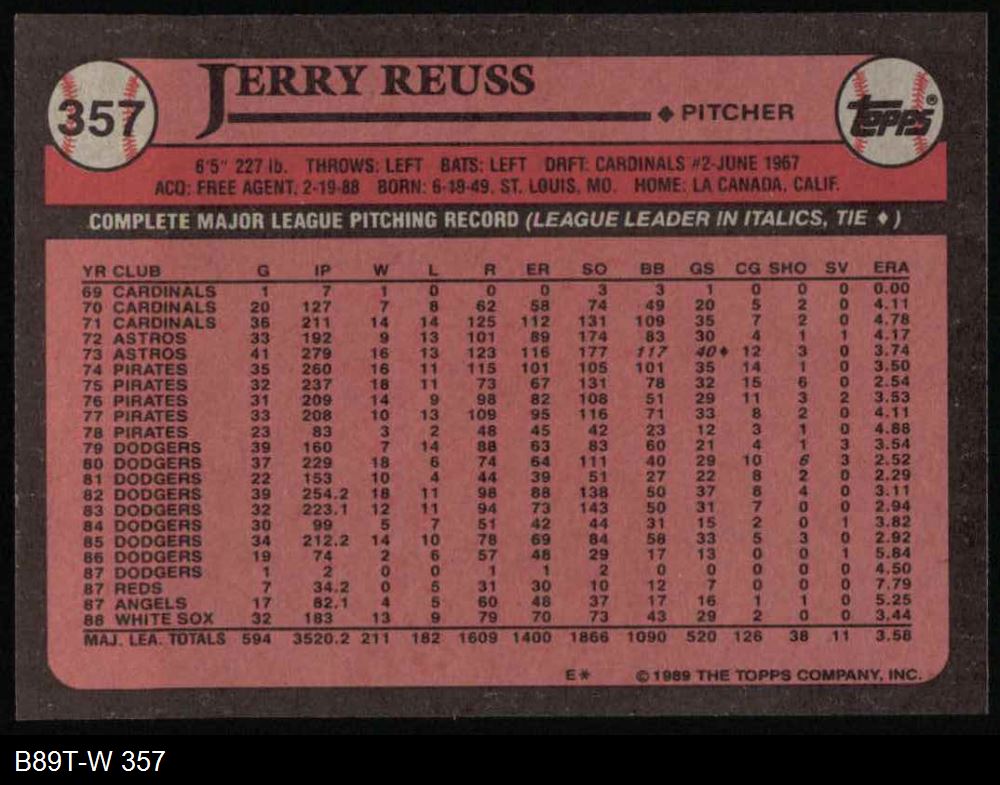 357
JERRY REUSS
◆ PITCHER
TOPPS®
6'5" 227 lb. THROWS: LEFT BATS: LEFT DRFT: CARDINALS #2-JUNE 1967
ACQ: FREE AGENT, 2-19-88 BORN: 6-19-49, ST. LOUIS, MO. HOME: LA CANADA, CALIF.
COMPLETE MAJOR LEAGUE PITCHING RECORD (LEAGUE LEADER IN ITALICS, TIE ♦)
YR CLUB G IP W L R ER SO BB GS CG SHO SV ERA
69 CARDINALS 1 7 1 0 0 0 3 3 1 0 0 0 0.00
70 CARDINALS 20 127 7 8 62 58 74 49 20 5 2 0 4.11
71 CARDINALS 36 211 14 14 125 112 131 109 35 7 2 0 4.78
72 ASTROS 33 192 9 13 101 89 174 83 30 4 1 1 4.17
73 ASTROS 41 279 16 13 123 116 177 117 40♦ 12 3 0 3.74
74 PIRATES 35 260 16 11 115 101 105 101 35 14 1 0 3.50
75 PIRATES 32 237 18 11 73 67 131 78 32 15 6 0 2.54
76 PIRATES 31 209 14 9 98 82 108 51 29 11 3 2 3.53
77 PIRATES 33 208 10 13 109 95 116 71 33 8 2 0 4.11
78 PIRATES 23 83 3 2 48 45 42 23 12 3 1 0 4.88
79 DODGERS 39 160 7 14 88 63 83 60 21 4 1 3 3.54
80 DODGERS 37 229 18 6 74 64 111 40 29 10 6 3 2.52
81 DODGERS 22 153 10 4 44 39 51 27 22 8 2 0 2.29
82 DODGERS 39 254.2 18 11 98 88 138 50 37 8 4 0 3.11
83 DODGERS 32 223.1 12 11 94 73 143 50 31 7 0 0 2.94
84 DODGERS 30 99 5 7 51 42 44 31 15 2 0 1 3.82
85 DODGERS 34 212.2 14 10 78 69 84 58 33 5 3 0 2.92
86 DODGERS 19 74 2 6 57 48 29 17 13 0 0 1 5.84
87 DODGERS 1 2 0 0 1 1 2 0 0 0 0 0 4.50
87 REDS 7 34.2 0 5 31 30 10 12 7 0 0 0 7.79
87 ANGELS 17 82.1 4 5 60 48 37 17 16 1 1 0 5.25
88 WHITE SOX 32 183 13 9 79 70 73 43 29 2 0 0 3.44
MAJ. LEA. TOTALS 594 3520.2 211 182 1609 1400 1866 1090 520 126 38 11 3.58
E* © 1989 THE TOPPS COMPANY, INC.
B89T-W 357